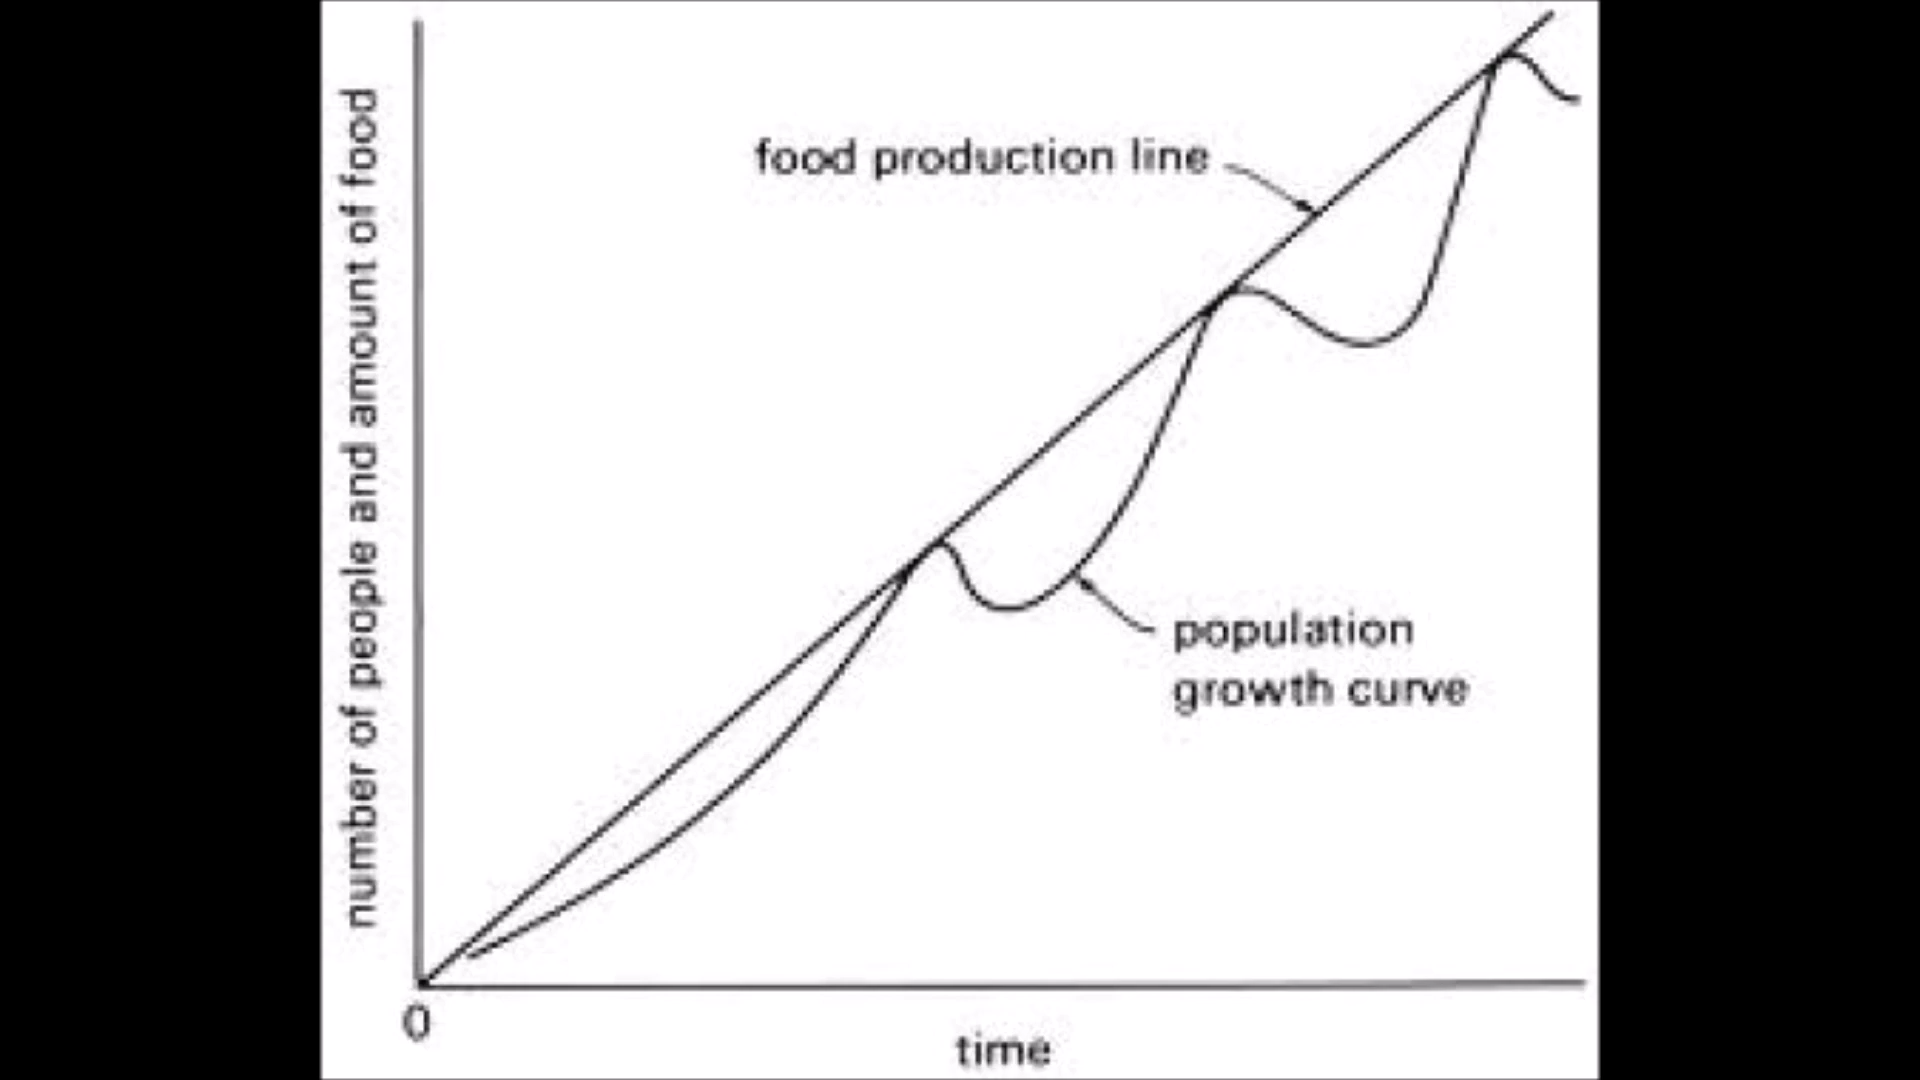 number of people and amount of food
food production line
population
growth curve
0
time